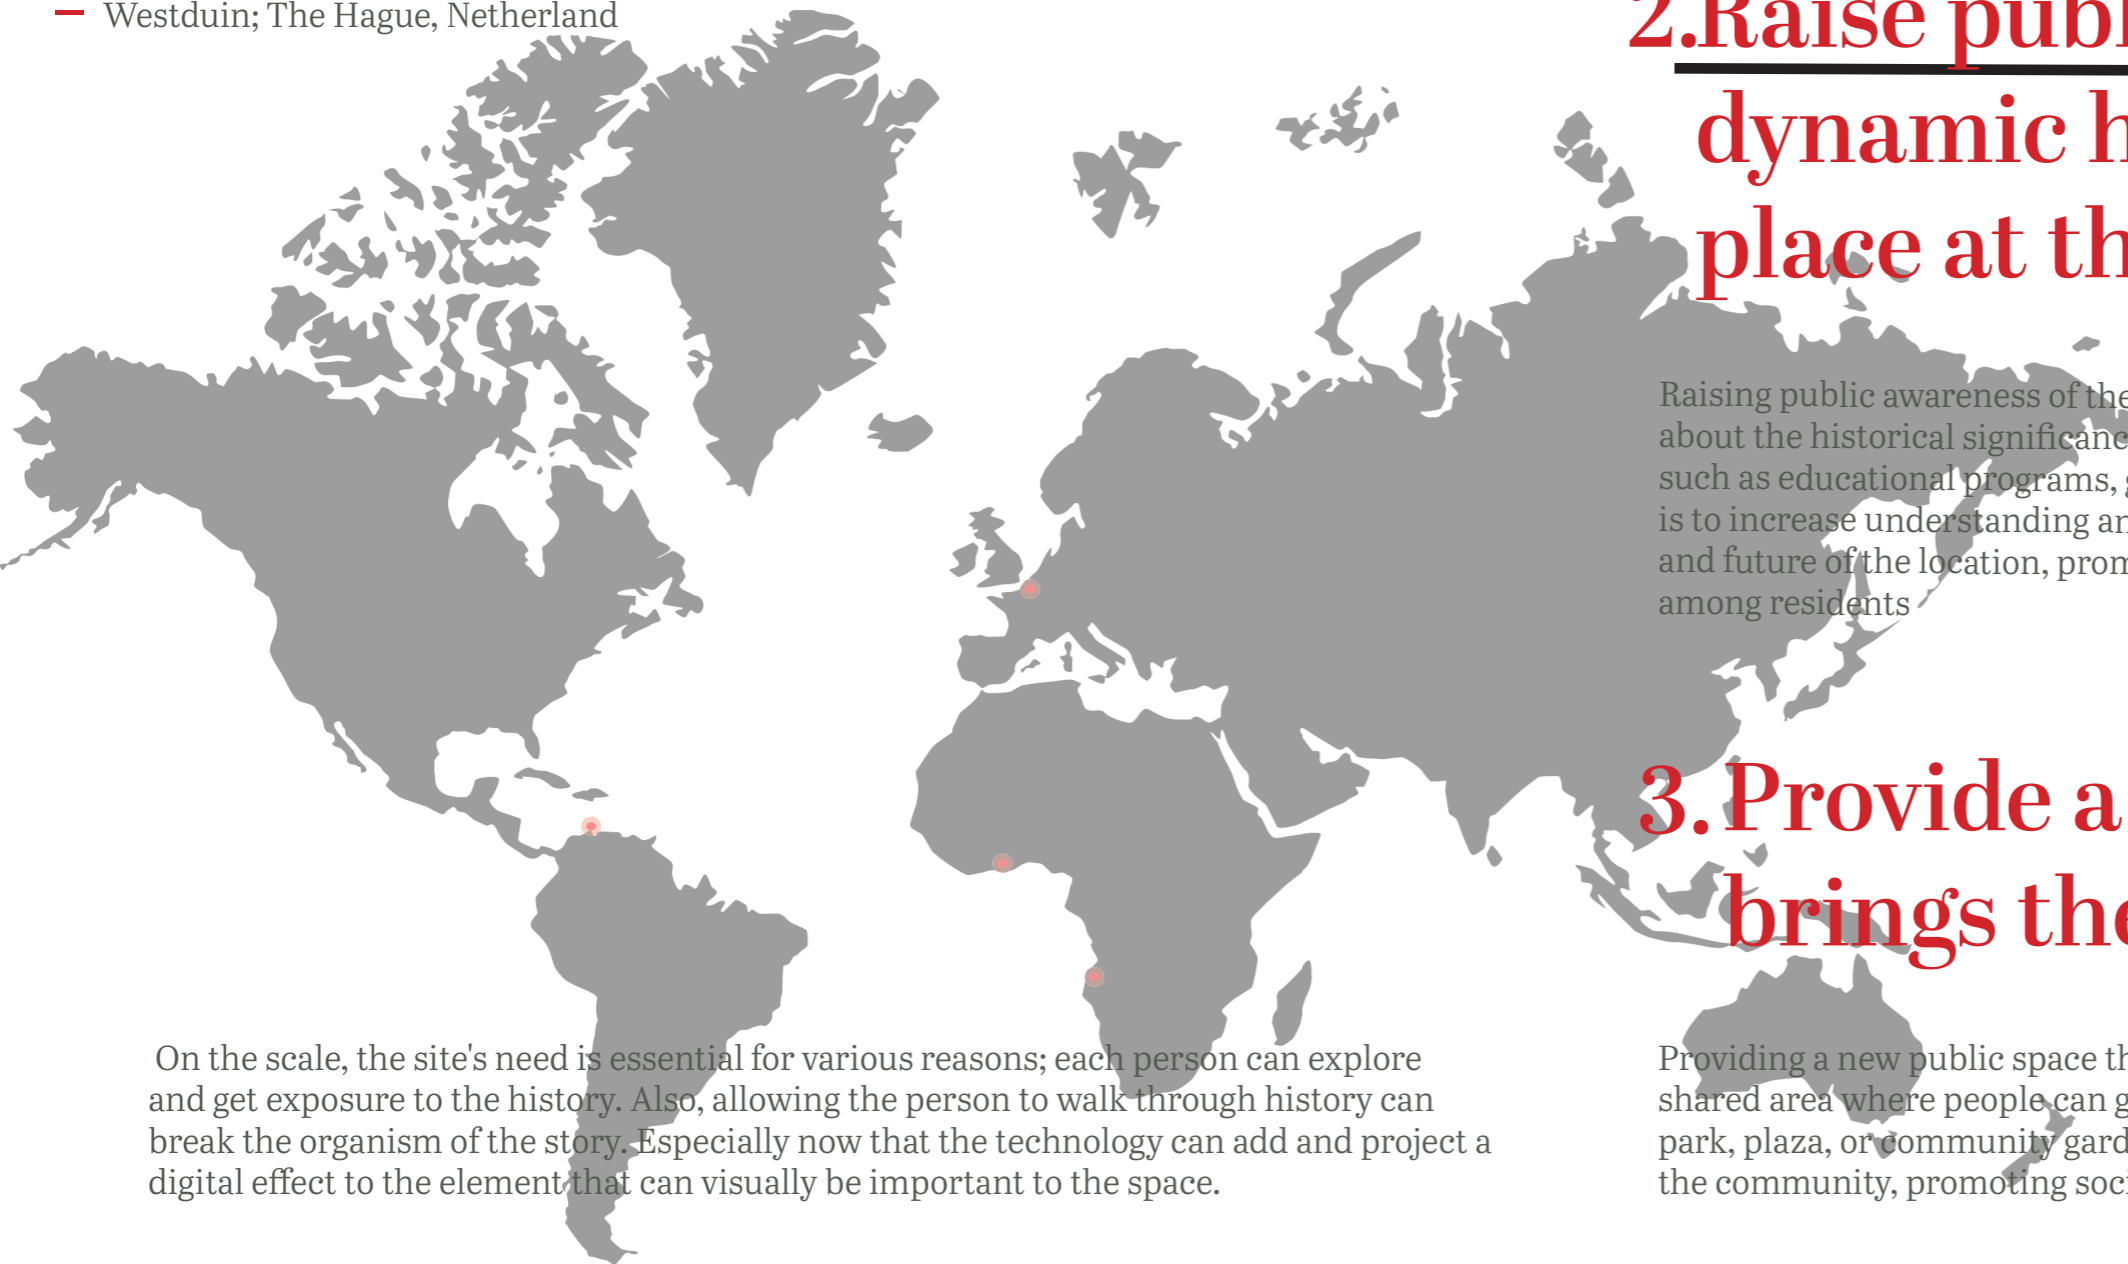 Westduin; The Hague, Netherland
2.Raise publ
dynamic h
place at th
Raising public awareness of the
about the historical significanc
such as educational programs, g
is to increase understanding an
and future of the location, prom
among residents
3. Provide a
brings the
On the scale, the site's need is essential for various reasons; each person can explore
and get exposure to the history. Also, allowing the person to walk through history can
break the organism of the story. Especially now that the technology can add and project a
digital effect to the element that can visually be important to the space.
Providing a new public space th
shared area where people can g
park, plaza, or community gard
the community, promoting soci